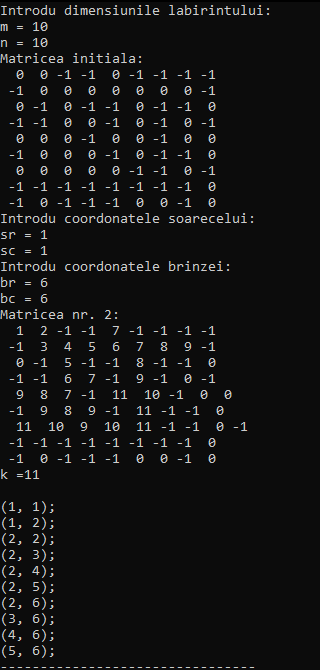 Introdu dimensiunile labirintului:
m = 10
n = 10
Matricea initiala:
0 0 -1 -1 0 -1 -1 -1 -1
-1 0 0 0 0 0 0 0 -1
0 -1 0 -1 -1 0 -1 -1 0
-1 -1 0 0 -1 0 -1 0 -1
0 0 0 -1 0 0 -1 0 0
-1 0 0 0 -1 0 -1 -1 0
0 0 0 0 0 -1 -1 0 -1
-1 -1 -1 -1 -1 -1 -1 -1 0
-1 0 -1 -1 -1 0 0 -1 0
Introdu coordonatele soarecelui:
sr = 1
sc = 1
Introdu coordonatele brinzei:
br = 6
bc = 6
Matricea nr. 2:
1 2 -1 -1 7 -1 -1 -1 -1
-1 3 4 5 6 7 8 9 -1
0 -1 5 -1 -1 8 -1 -1 0
-1 -1 6 7 -1 9 -1 0 -1
9 8 7 -1 11 10 -1 0 0
-1 9 8 9 -1 11 -1 -1 0
11 10 9 10 11 -1 -1 0 -1
-1 -1 -1 -1 -1 -1 -1 -1 0
-1 0 -1 -1 -1 0 0 -1 0
k =11
(1, 1);
(1, 2);
(2, 2);
(2, 3);
(2, 4);
(2, 5);
(2, 6);
(3, 6);
(4, 6);
(5, 6);
--------------------------------